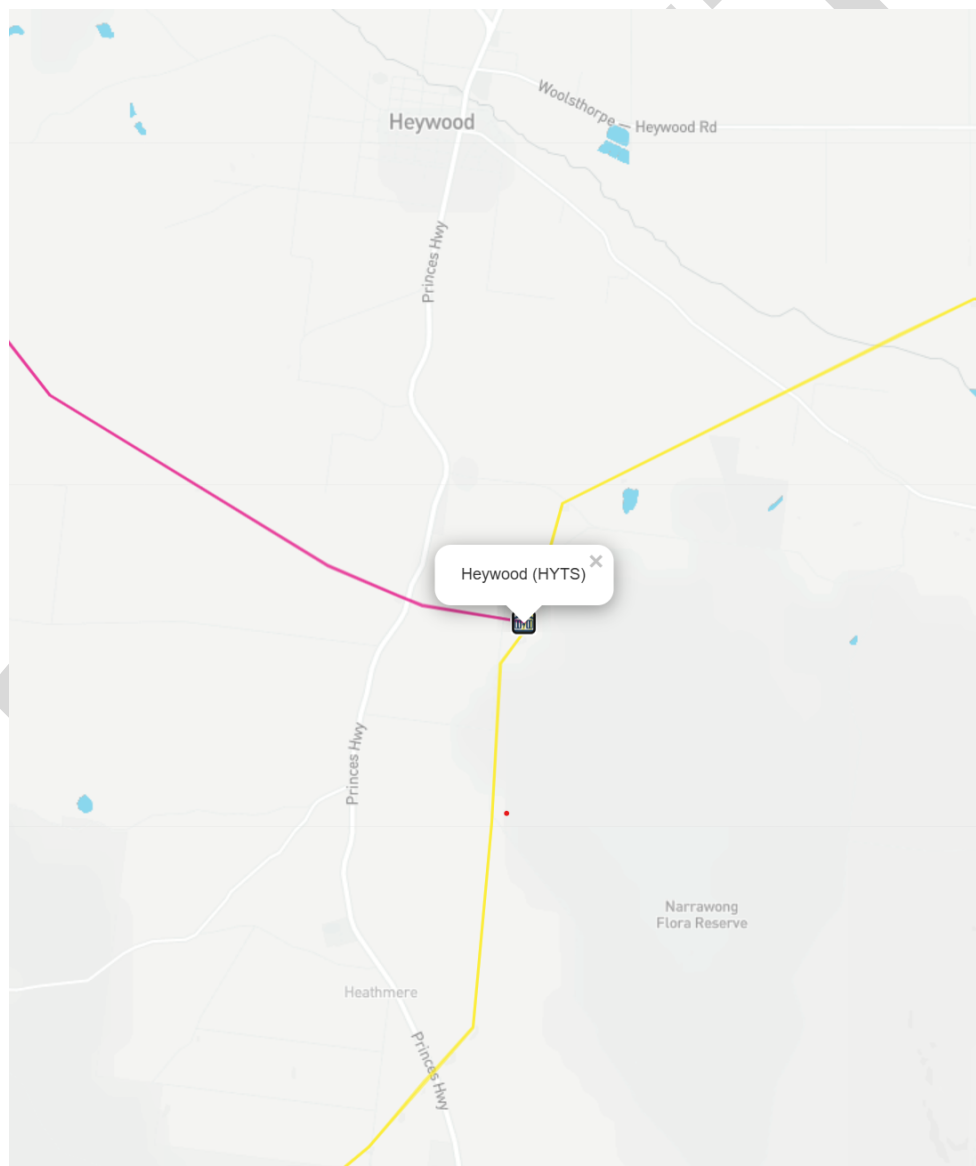 Woolsthorpe — Heywood Rd
Heywood
Princes Hwy
Heywood (HYTS)
×
Princes Hwy
Narrawong
Flora Reserve
Heathmere
Princes Hwy